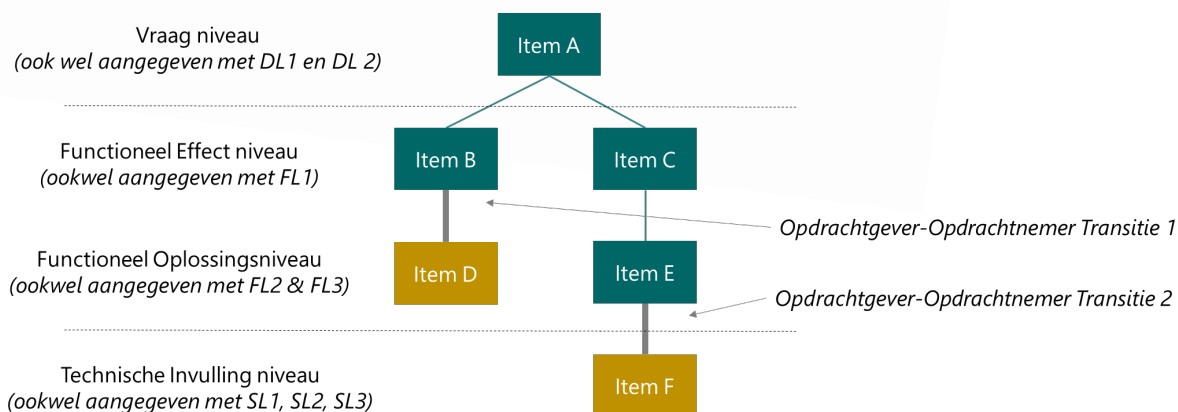 Vraag niveau
(ook wel aangegeven met DL1 en DL 2)
Item A
Functioneel Effect niveau
(ookwel aangegeven met FL1)
Item B
Item C
Opdrachtgever-Opdrachtnemer Transitie 1
Functioneel Oplossingsniveau
(ookwel aangegeven met FL2 & FL3)
Item D
Item E
Opdrachtgever-Opdrachtnemer Transitie 2
Technische Invulling niveau
(ookwel aangegeven met SL1, SL2, SL3)
Item F